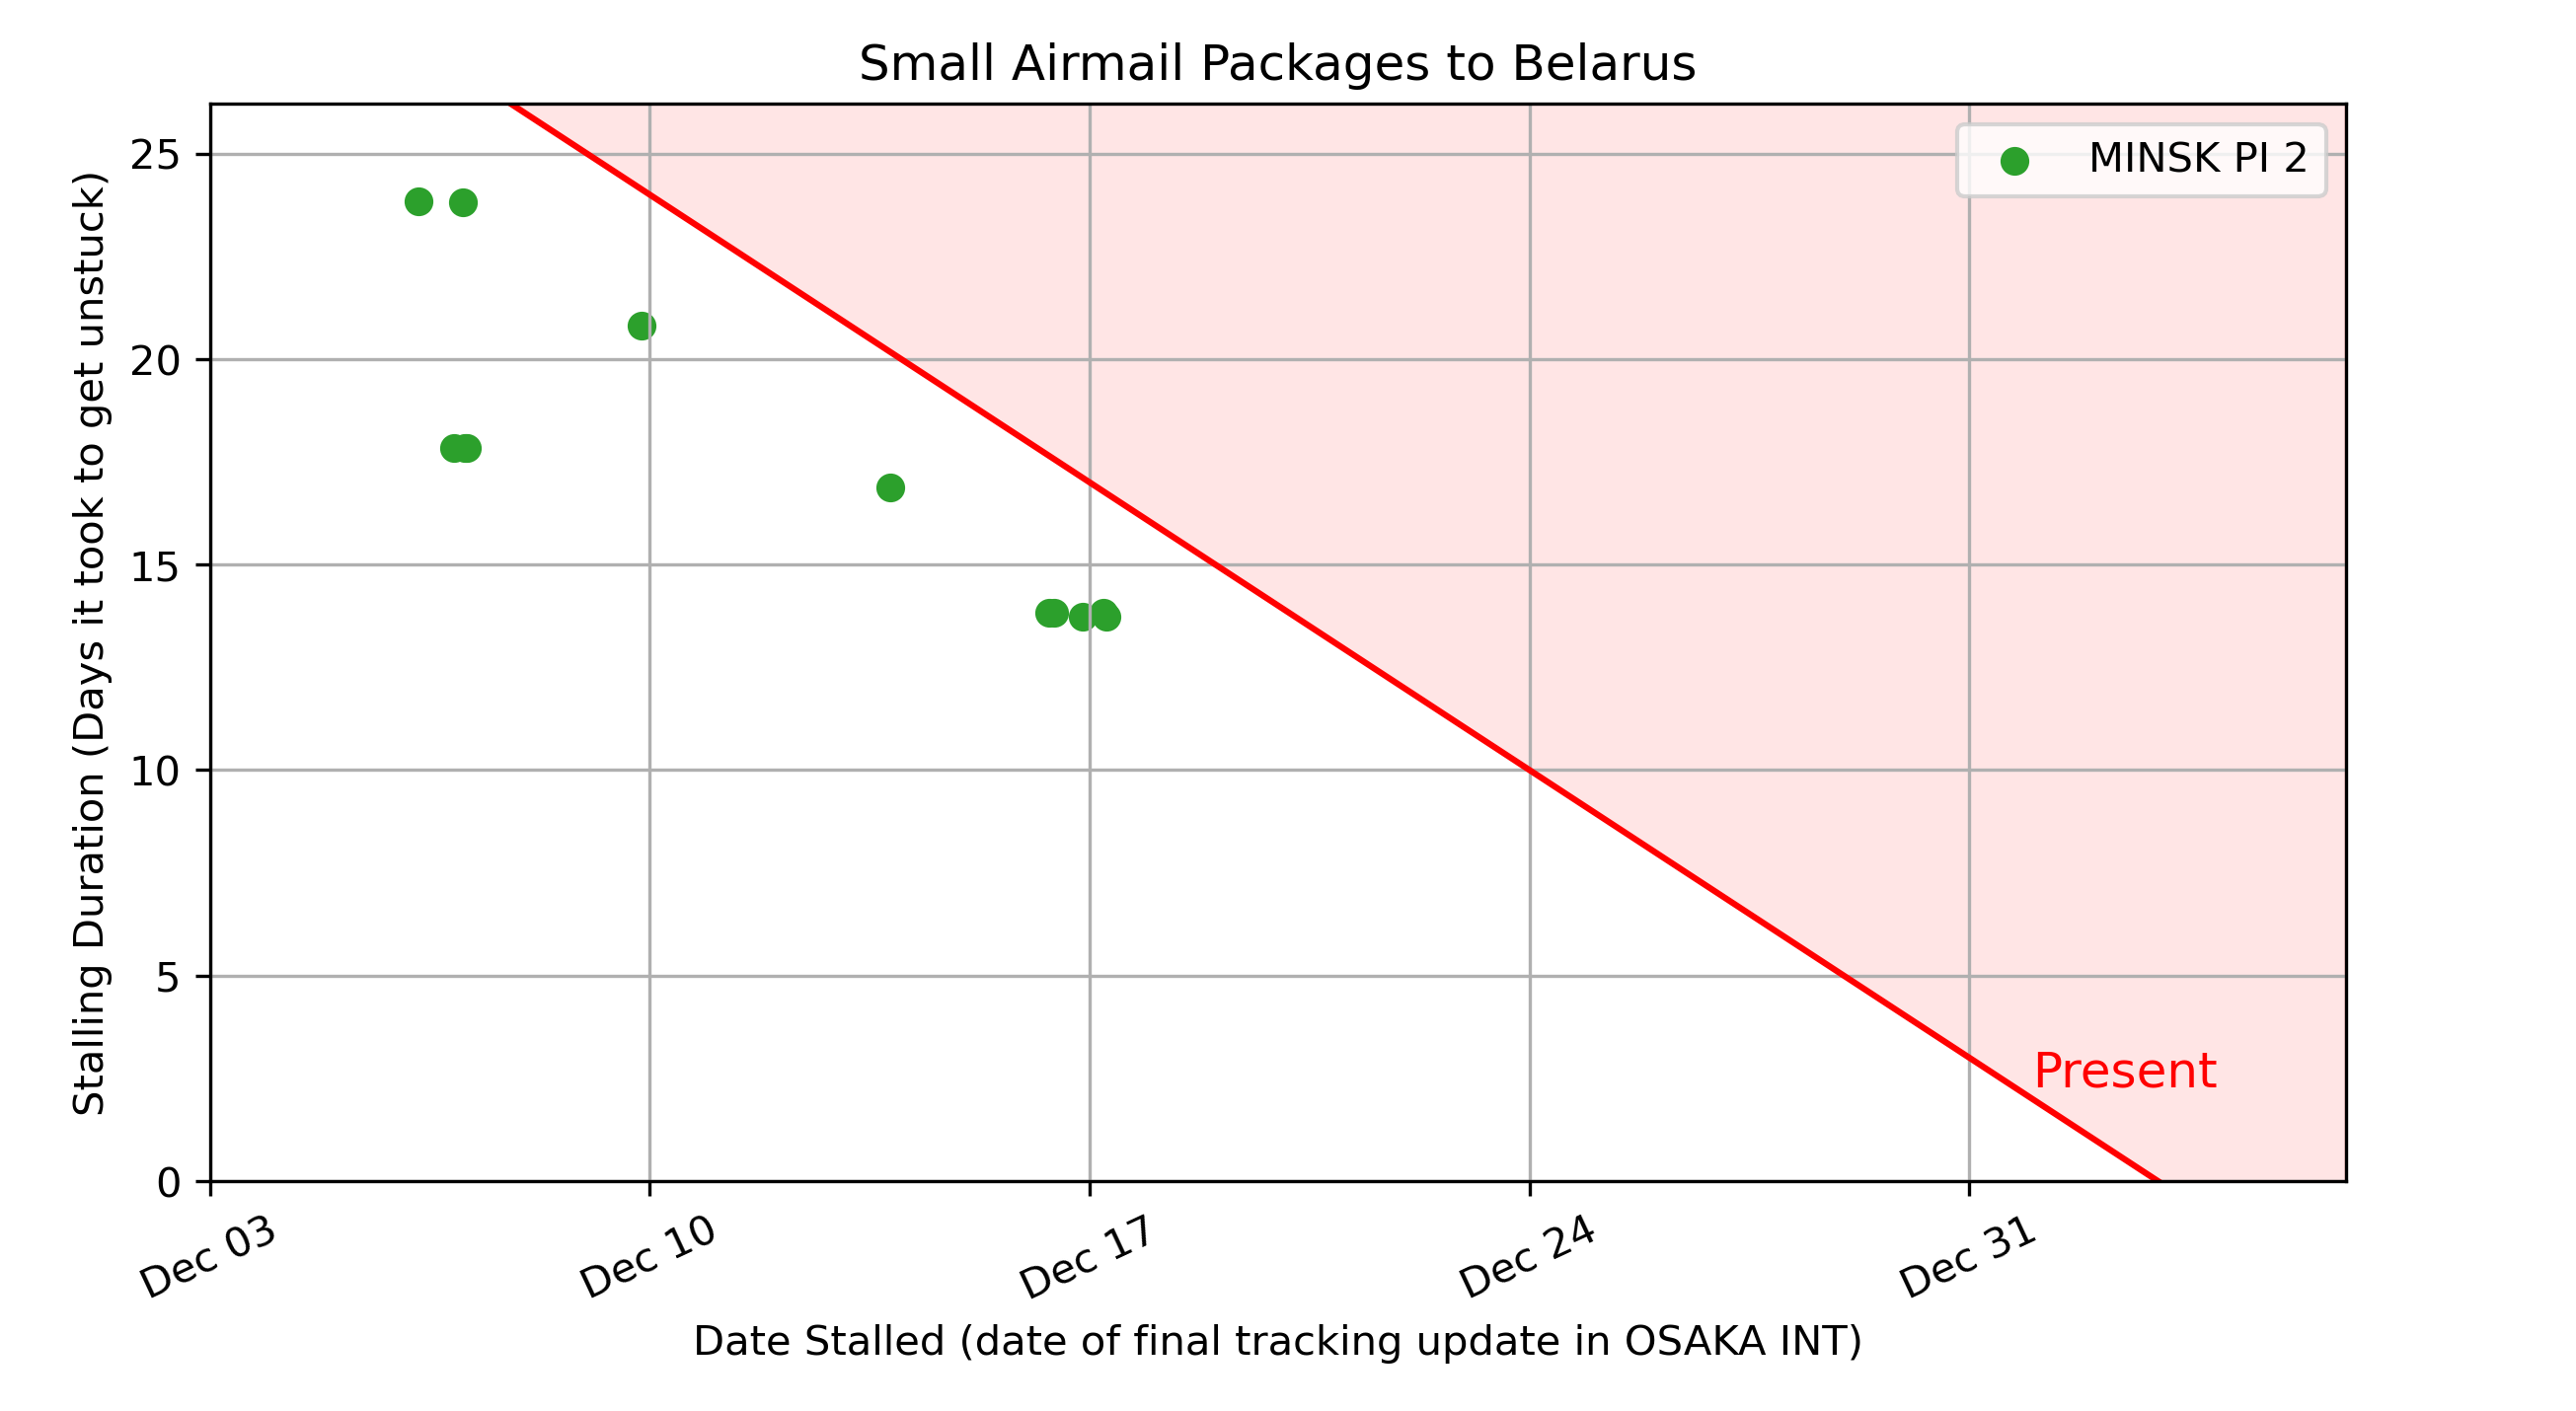 Small Airmail Packages to Belarus
MINSK PI 2
Stalling Duration (Days it took to get unstuck)
25
20
15
10
5
0
Present
Dec 03
Dec 10
Dec 17
Dec 24
Dec 31
Date Stalled (date of final tracking update in OSAKA INT)